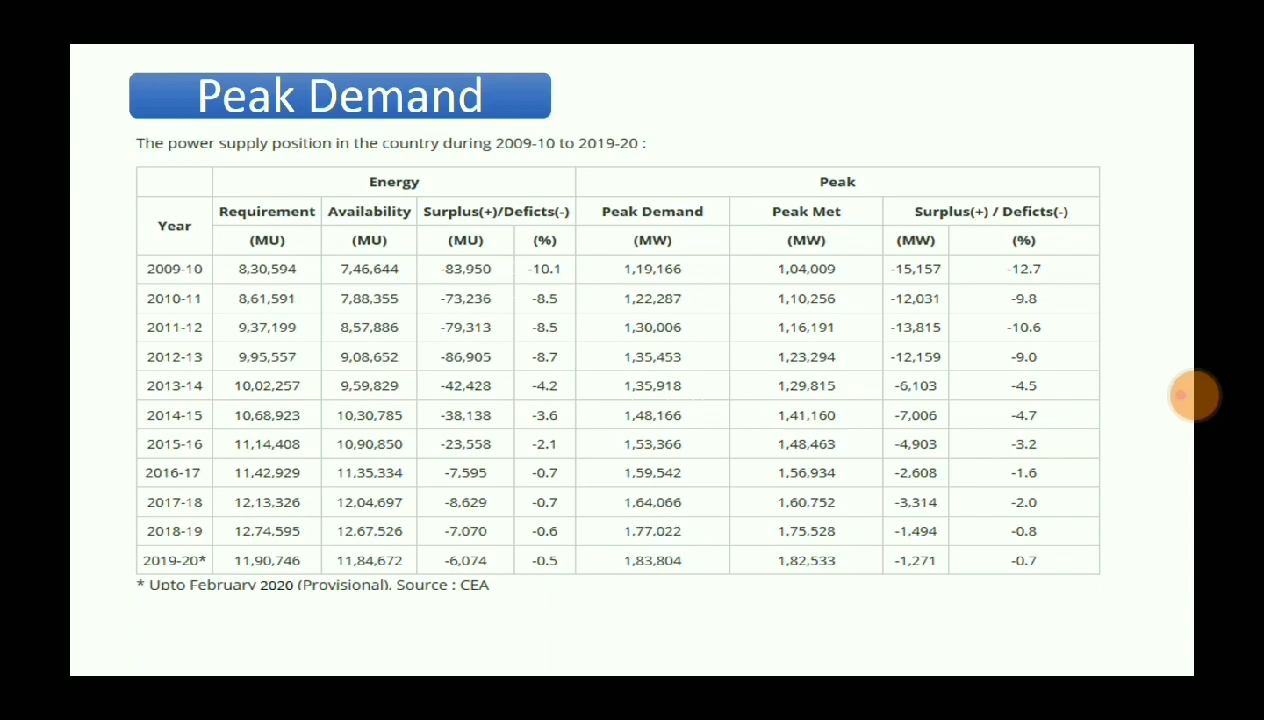 Peak Demand
The power supply position in the country during 2009-10 to 2019-20 :
Energy Peak
Year Requirement Availability Surplus(+)/Deficts(-) Peak Demand Peak Met Surplus(+) / Deficts(-)
(MU) (MU) (MU) (%) (MW) (MW) (MW) (%)
2009-10 8,30,594 7,46,644 -83,950 -10.1 1,19,166 1,04,009 -15,157 -12.7
2010-11 8,61,591 7,88,355 -73,236 -8.5 1,22,287 1,10,256 -12,031 -9.8
2011-12 9,37,199 8,57,886 -79,313 -8.5 1,30,006 1,16,191 -13,815 -10.6
2012-13 9,95,557 9,08,652 -86,905 -8.7 1,35,453 1,23,294 -12,159 -9.0
2013-14 10,02,257 9,59,829 -42,428 -4.2 1,35,918 1,29,815 -6,103 -4.5
2014-15 10,68,923 10,30,785 -38,138 -3.6 1,48,166 1,41,160 -7,006 -4.7
2015-16 11,14,408 10,90,850 -23,558 -2.1 1,53,366 1,48,463 -4,903 -3.2
2016-17 11,42,929 11,35,334 -7,595 -0.7 1,59,542 1,56,934 -2,608 -1.6
2017-18 12,13,326 12,04,697 -8,629 -0.7 1,64,066 1,60,752 -3,314 -2.0
2018-19 12,74,595 12,67,526 -7,070 -0.6 1,77,022 1,75,528 -1,494 -0.8
2019-20* 11,90,746 11,84,672 -6,074 -0.5 1,83,804 1,82,533 -1,271 -0.7
* Upto February 2020 (Provisional), Source : CEA